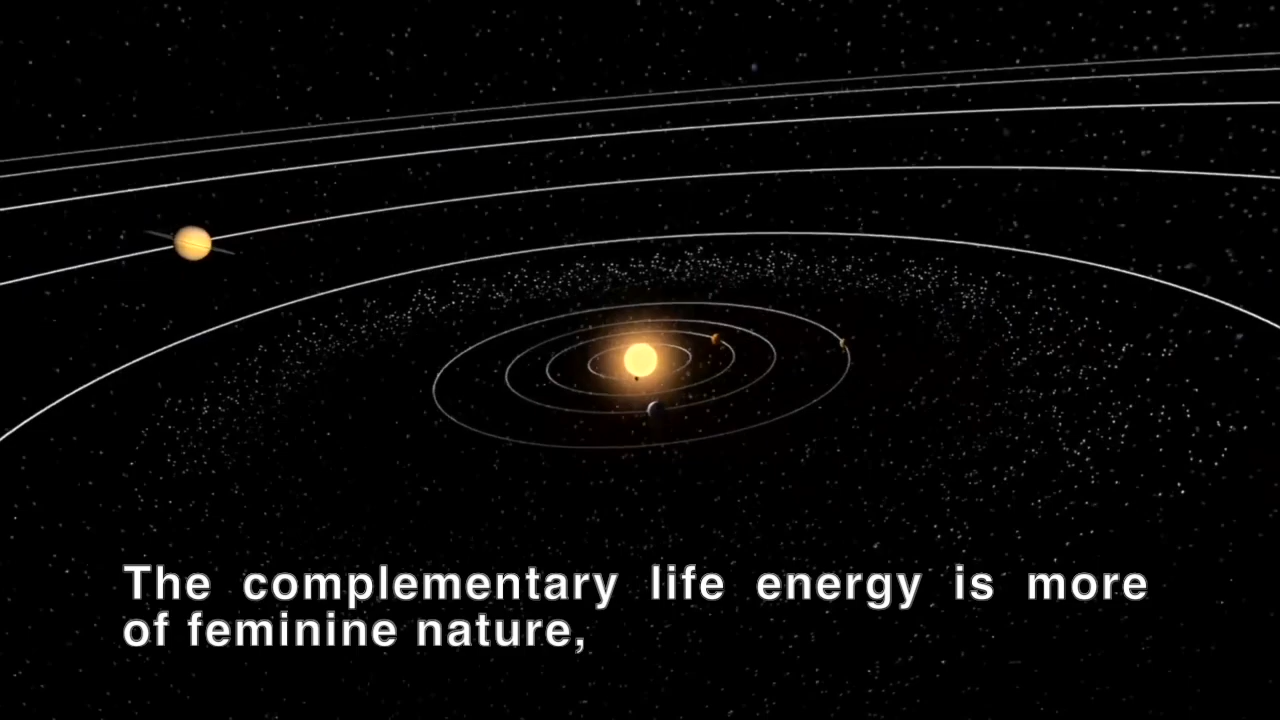 The complementary life energy is more
of feminine nature,